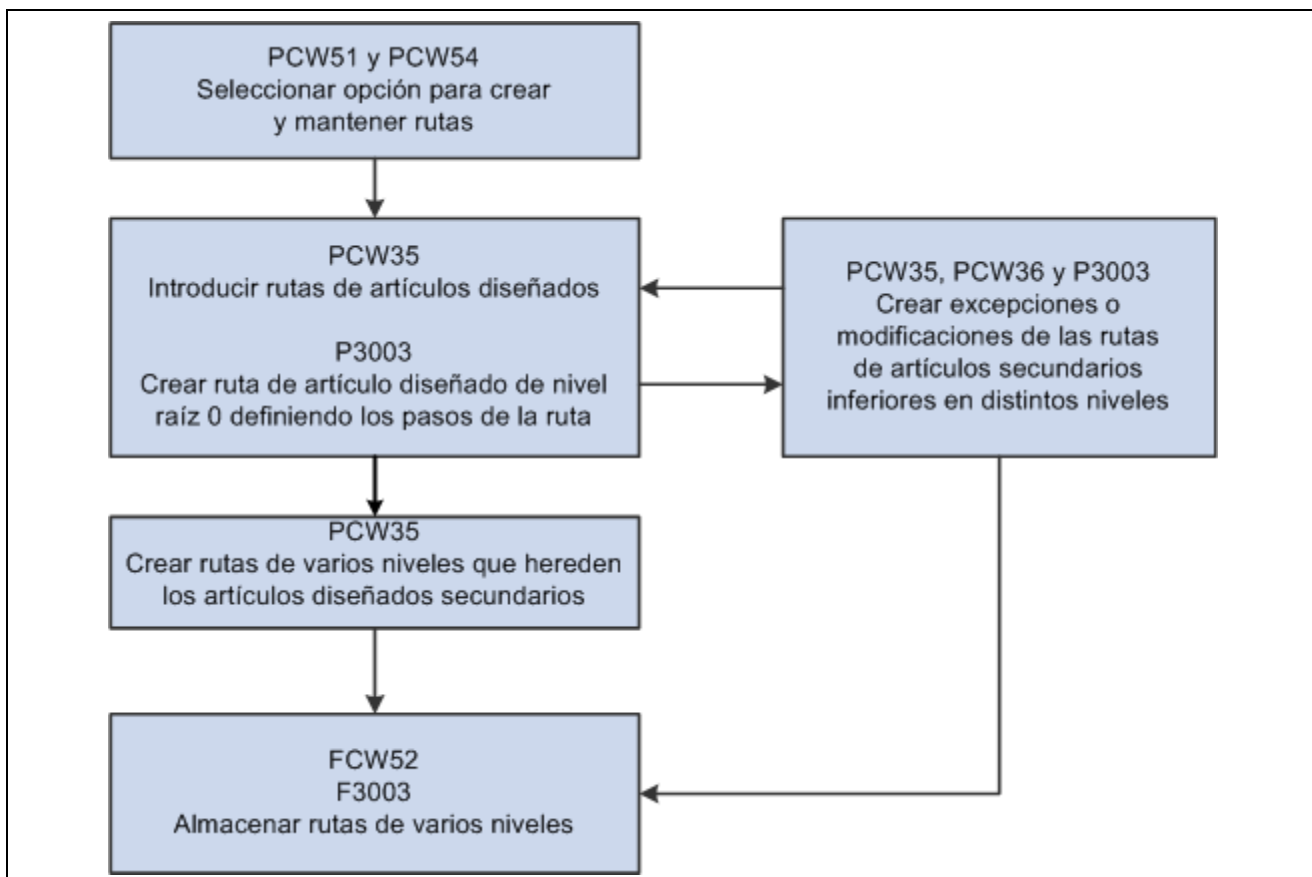 PCW51 y PCW54
Seleccionar opción para crear
y mantener rutas
PCW35
Introducir rutas de artículos diseñados
P3003
Crear ruta de artículo diseñado de nivel
raíz 0 definiendo los pasos de la ruta
PCW35, PCW36 y P3003
Crear excepciones o
modificaciones de las rutas
de artículos secundarios
inferiores en distintos niveles
PCW35
Crear rutas de varios niveles que hereden
los artículos diseñados secundarios
FCW52
F3003
Almacenar rutas de varios niveles